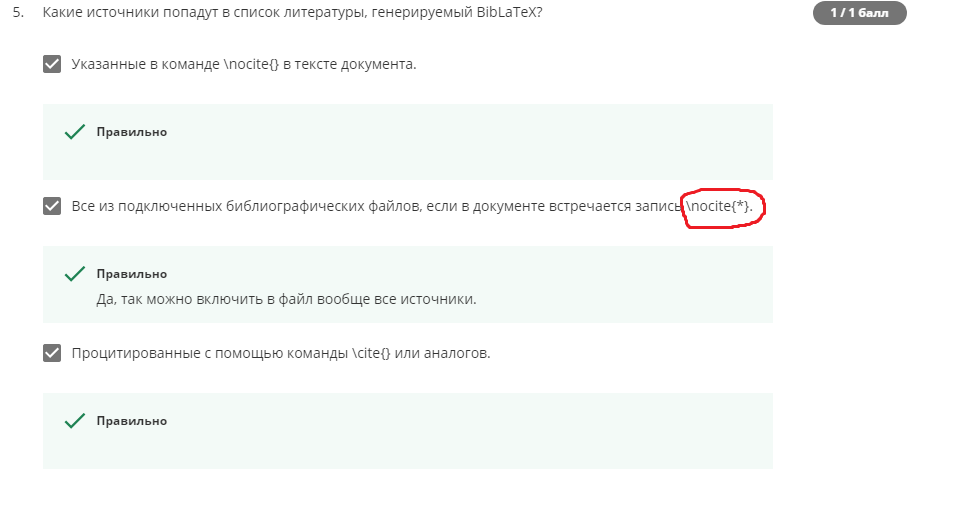 5. Какие источники попадут в список литературы, генерируемый BibLaTeX?
1 / 1 балл
Указанные в команде \nocite{} в тексте документа.
Правильно
Все из подключенных библиографических файлов, если в документе встречается запись \nocite{*}.
Правильно
Да, так можно включить в файл вообще все источники.
Процитированные с помощью команды \cite{} или аналогов.
Правильно